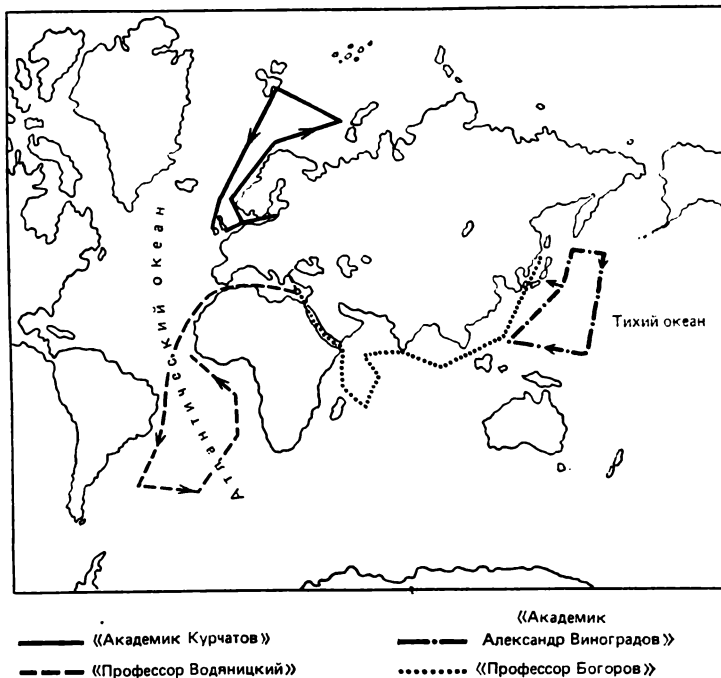 Атлантический океан
Тихий океан
«Академик Курчатов»
«Профессор Водяницкий»
«Академик
Александр Виноградов»
«Профессор Богоров»